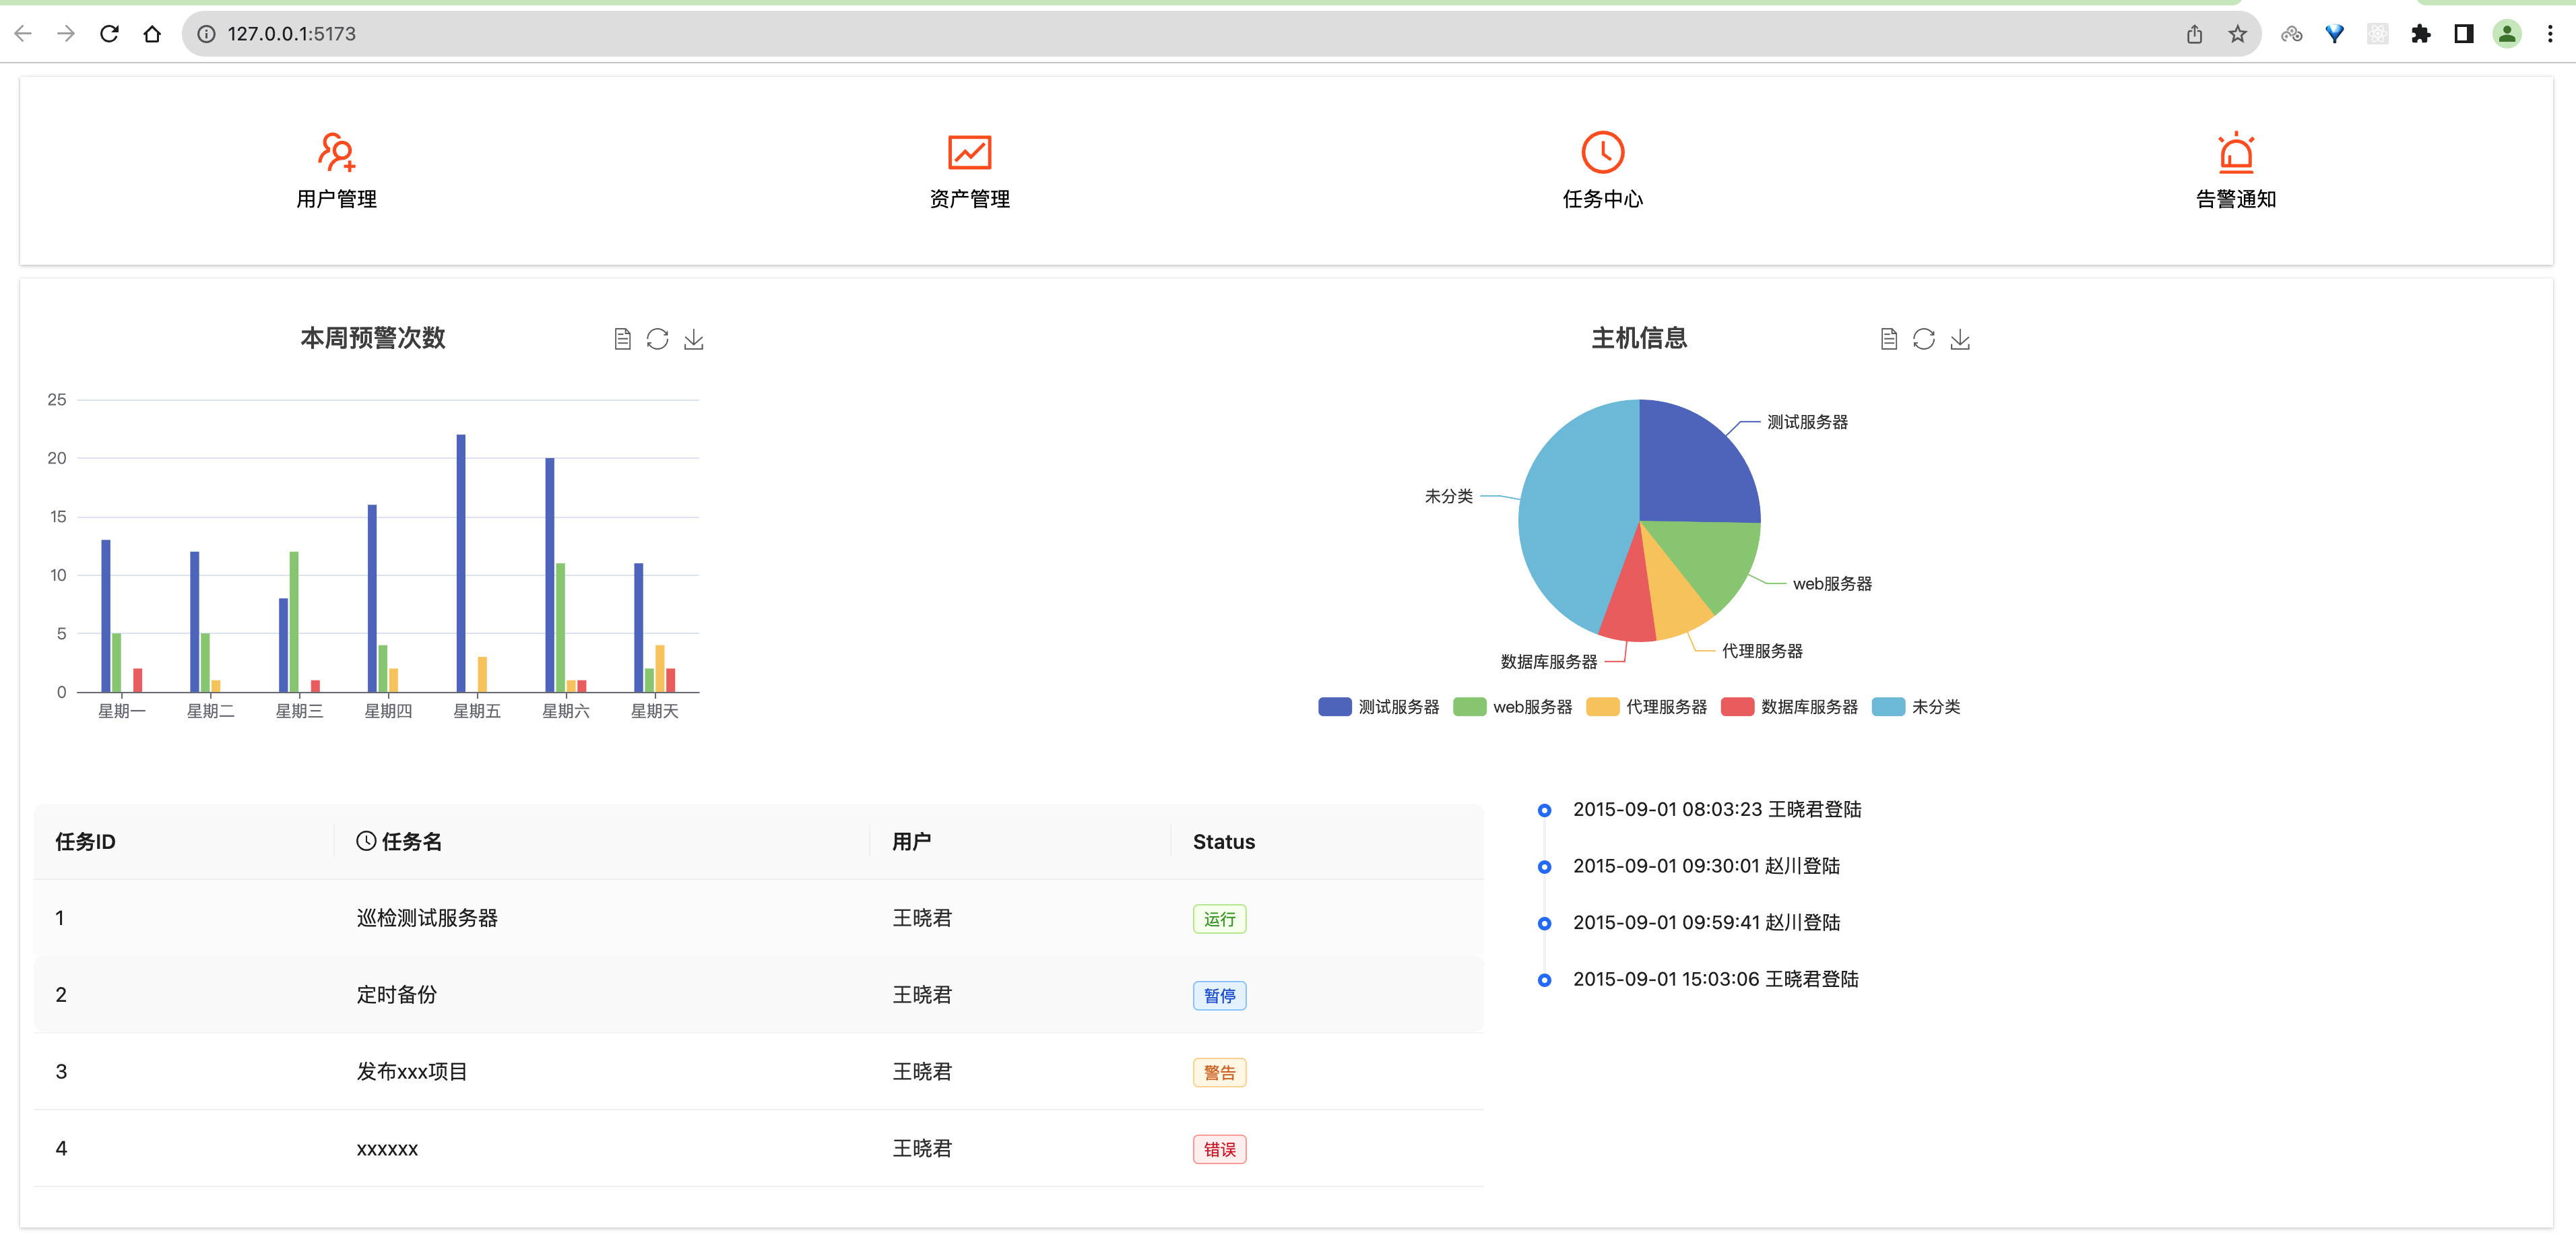 127.0.0.1:5173
用户管理
资产管理
任务中心
告警通知
本周预警次数
25
20
15
10
5
0
星期一 星期二 星期三 星期四 星期五 星期六 星期天
主机信息
测试服务器
未分类
web服务器
代理服务器
数据库服务器
测试服务器 web服务器 代理服务器 数据库服务器 未分类
任务ID 任务名 用户 Status
1 巡检测试服务器 王晓君 运行
2 定时备份 王晓君 暂停
3 发布xxx项目 王晓君 警告
4 xxxxxx 王晓君 错误
2015-09-01 08:03:23 王晓君登陆
2015-09-01 09:30:01 赵川登陆
2015-09-01 09:59:41 赵川登陆
2015-09-01 15:03:06 王晓君登陆